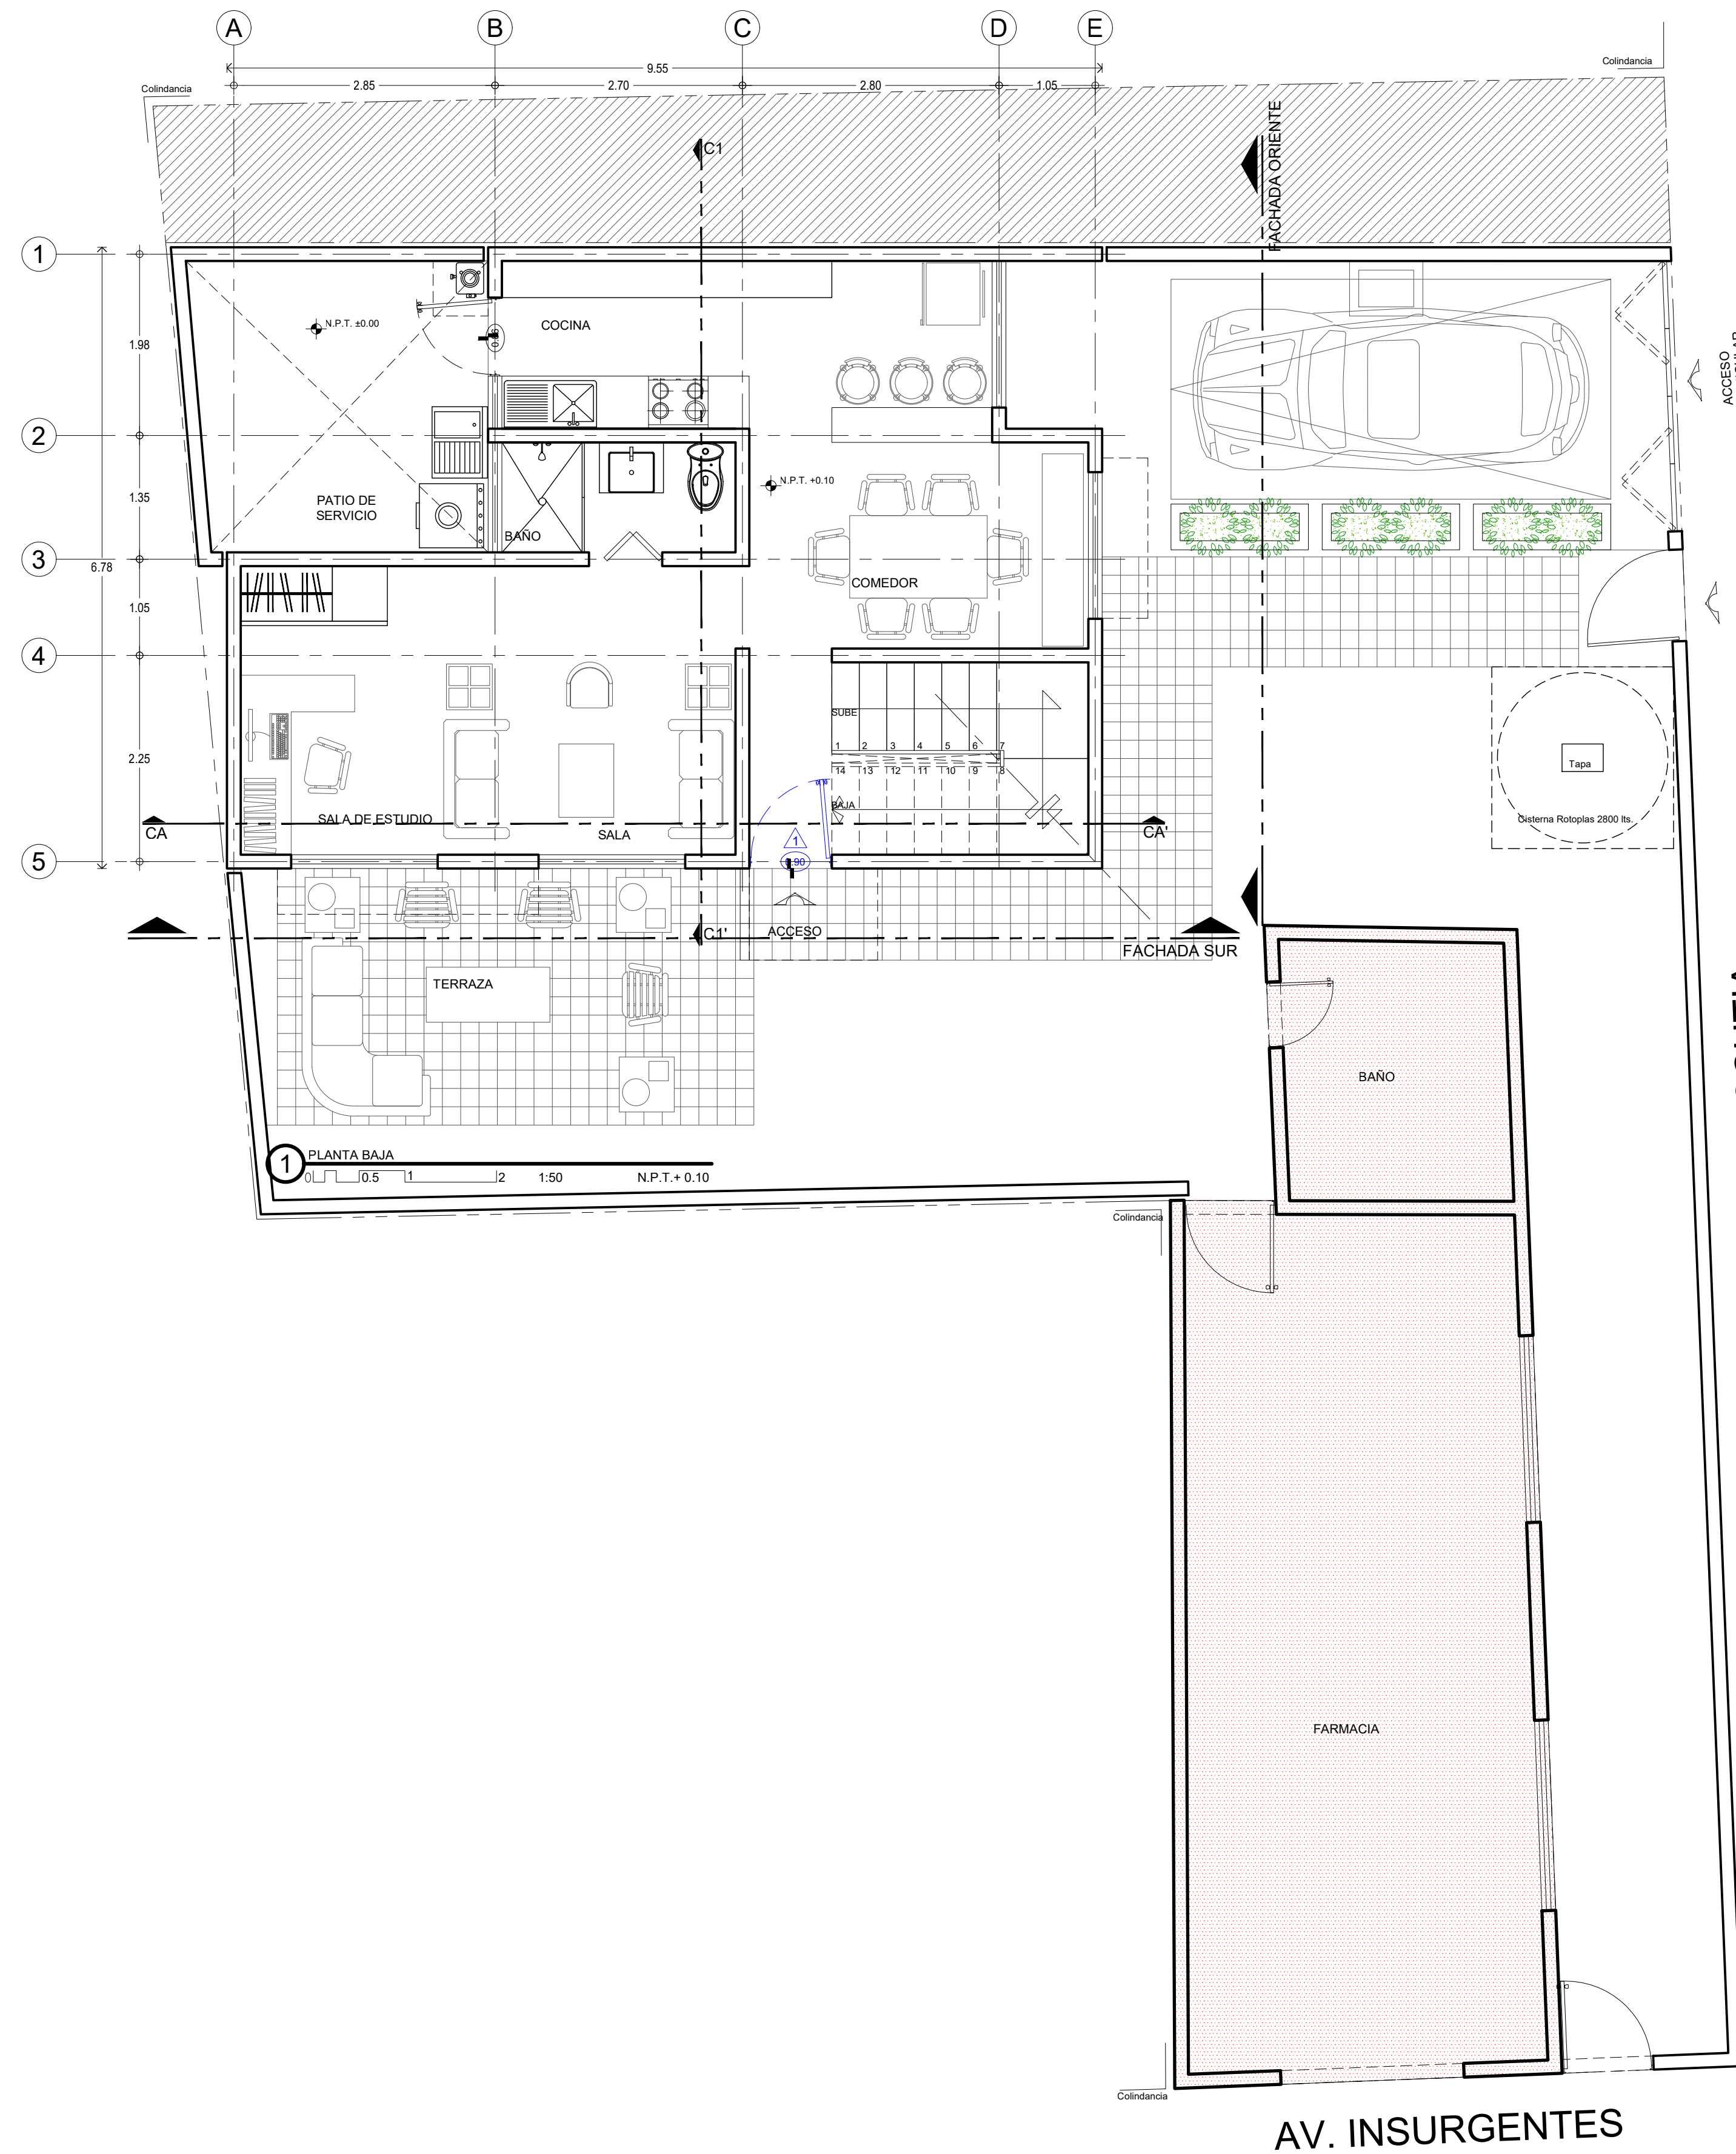 A
B
C
D
E
9.55
2.85
2.70
2.80
1.05
Colindancia
Colindancia
C1
FACHADA ORIENTE
1
N.P.T. ±0.00
COCINA
1.98
ACCESO
2
N.P.T. +0.10
1.35
PATIO DE
SERVICIO
BAÑO
3
6.78
COMEDOR
1.05
4
SUBE
1
2
3
4
5
6
7
14
13
12
11
10
9
8
2.25
Tapa
BAJA
SALA DE ESTUDIO
SALA
Cisterna Rotoplas 2800 lts.
CA
CA'
1
5
C1'
ACCESO
FACHADA SUR
TERRAZA
BAÑO
1
PLANTA BAJA
0
0.5
1
2
1:50
N.P.T.+ 0.10
Colindancia
FARMACIA
Colindancia
AV. INSURGENTES